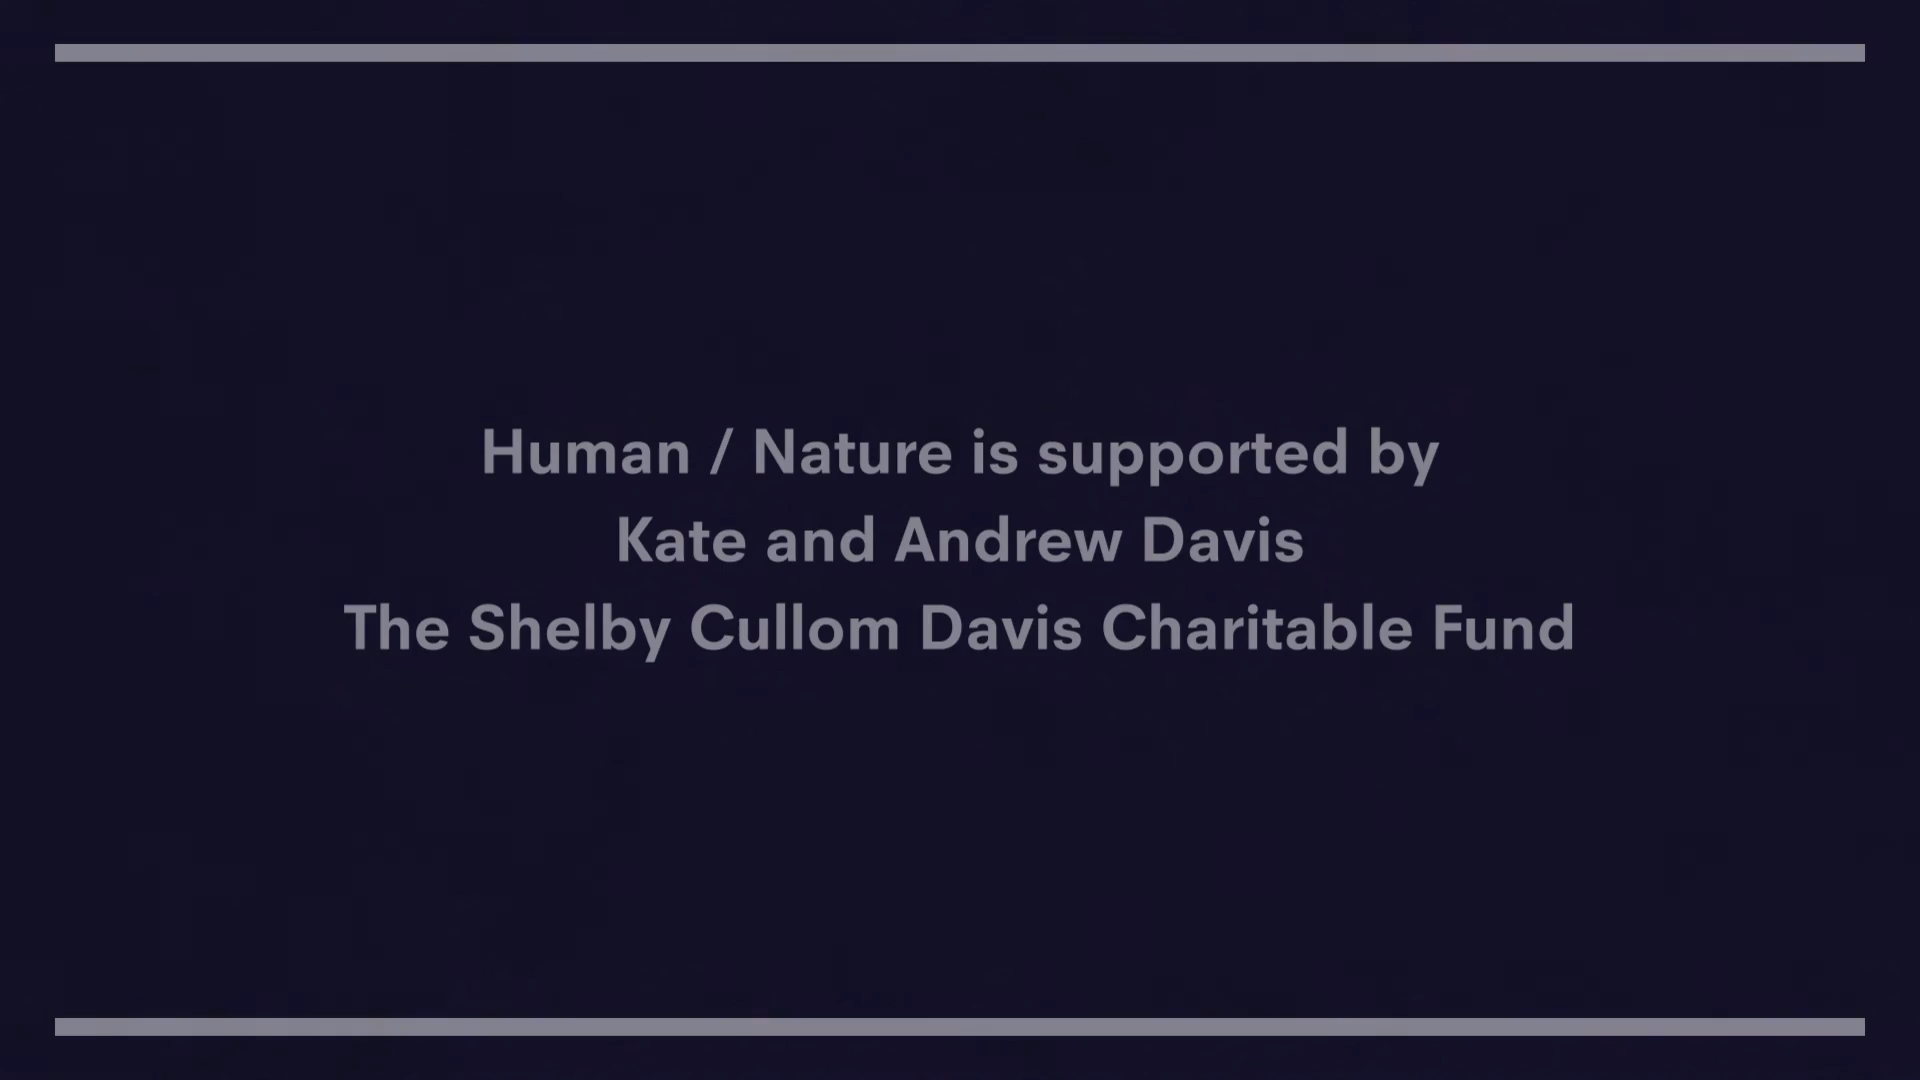 Human / Nature is supported by
Kate and Andrew Davis
The Shelby Cullom Davis Charitable Fund